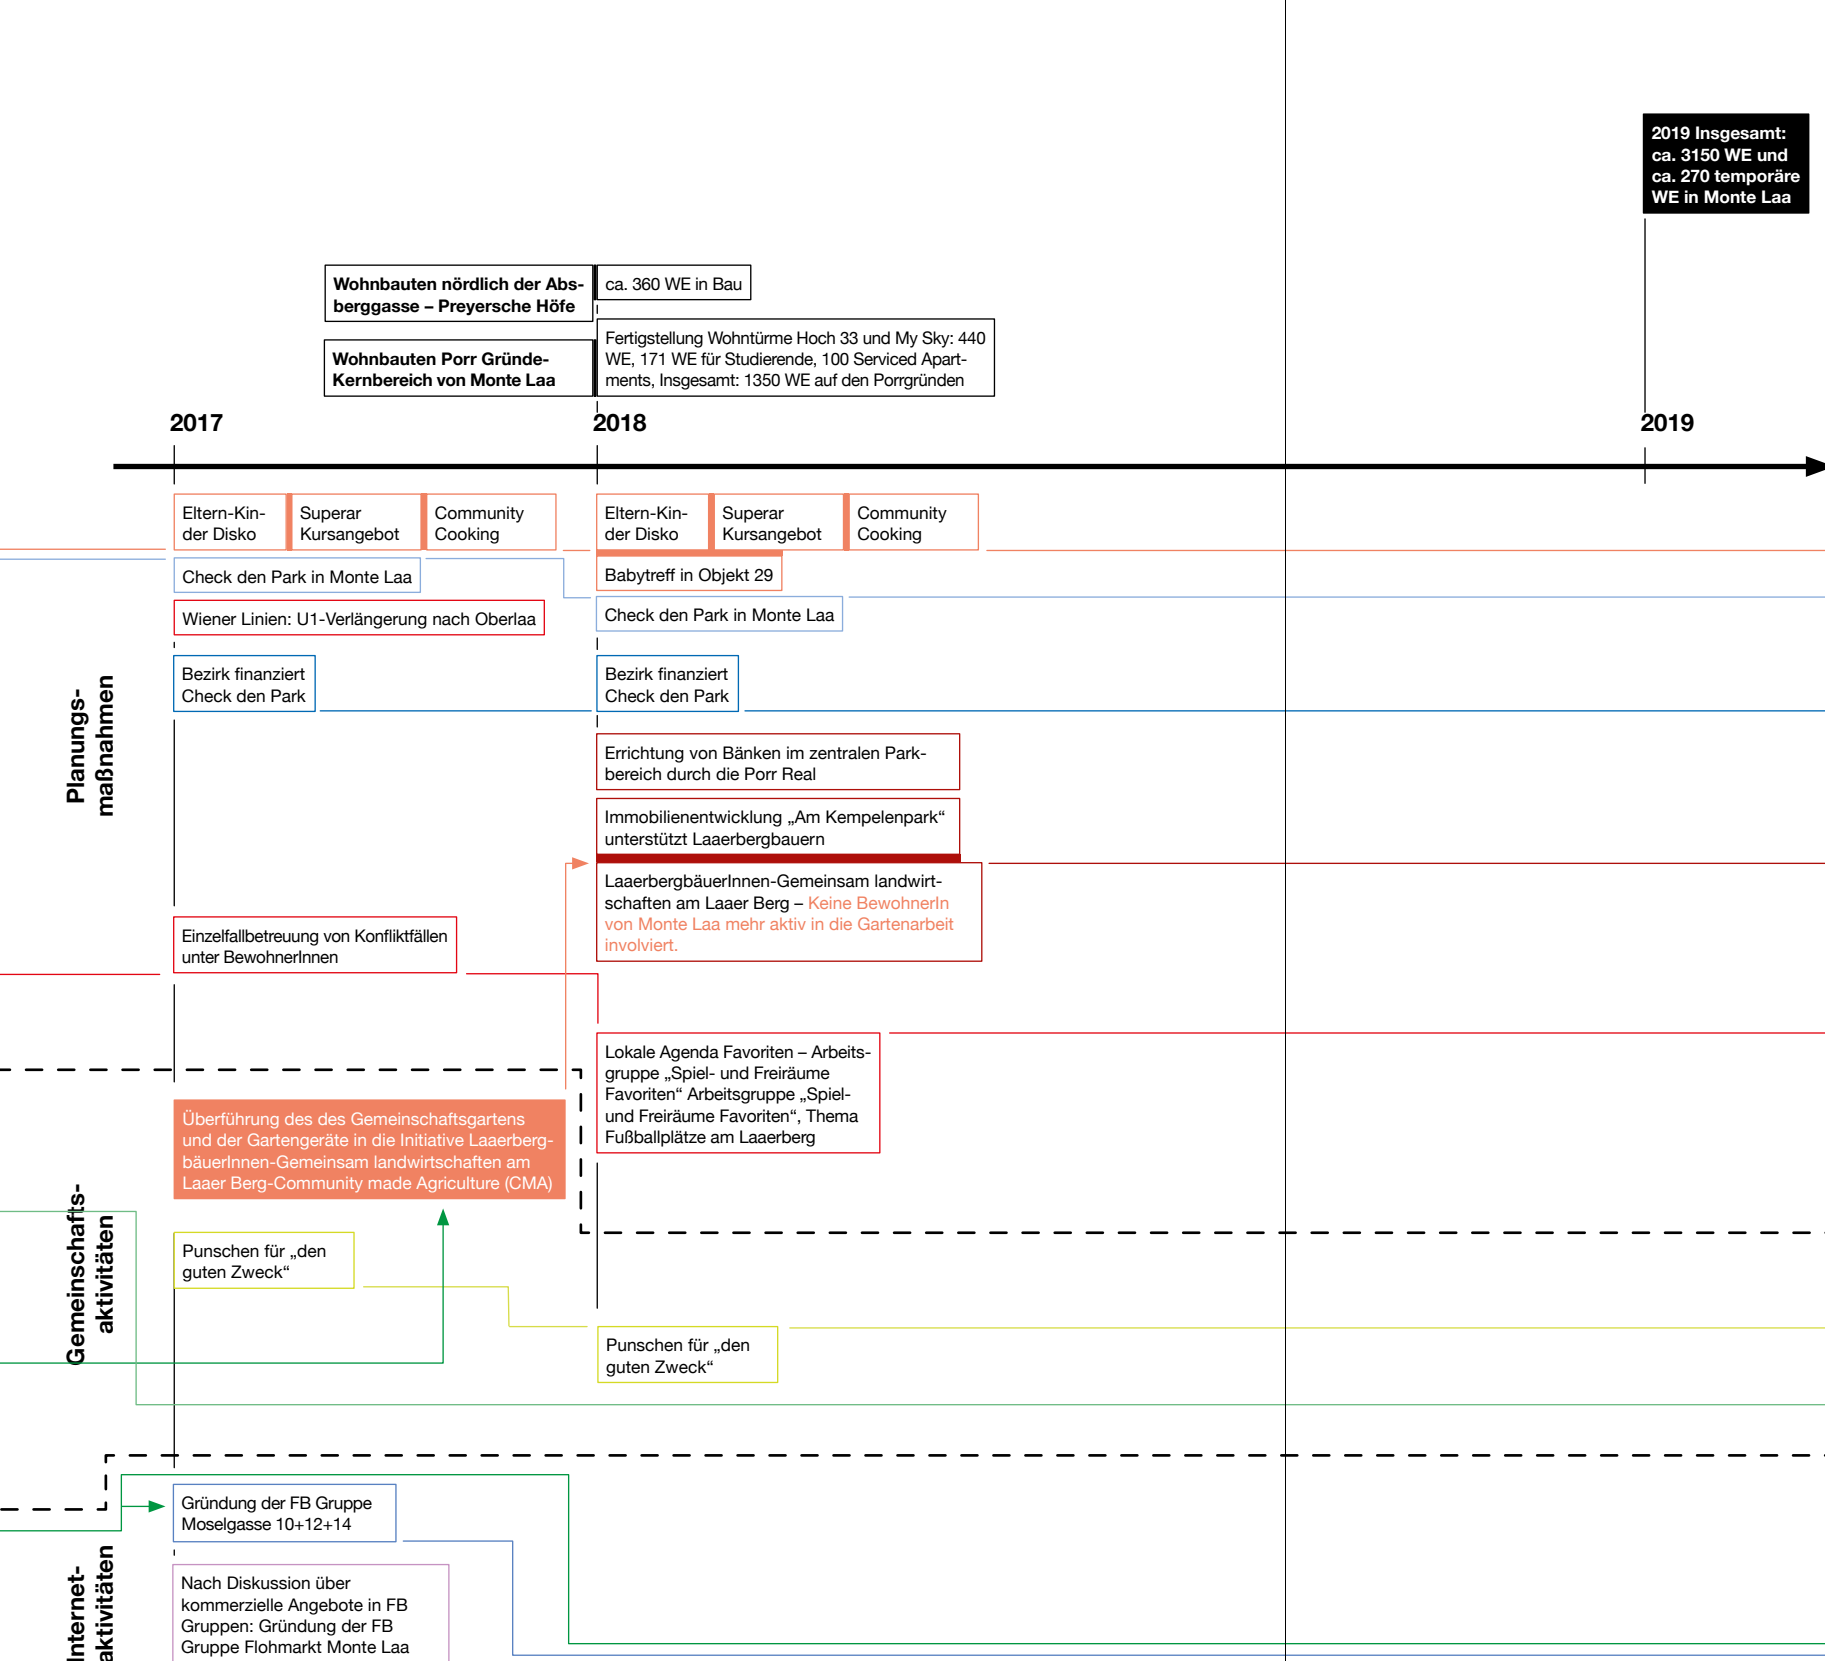 2019 Insgesamt:
ca. 3150 WE und
ca. 270 temporäre
WE in Monte Laa
Wohnbauten nördlich der Abs-
berggasse – Preyersche Höfe
ca. 360 WE in Bau
Wohnbauten Porr Gründe-
Kernbereich von Monte Laa
Fertigstellung Wohntürme Hoch 33 und My Sky: 440
WE, 171 WE für Studierende, 100 Serviced Apart-
ments, Insgesamt: 1350 WE auf den Porrgründen
2017
2018
2019
Planungs-
maßnahmen
Eltern-Kin-
der Disko
Superar
Kursangebot
Community
Cooking
Check den Park in Monte Laa
Wiener Linien: U1-Verlängerung nach Oberlaa
Bezirk finanziert
Check den Park
Einzelfallbetreuung von Konfliktfällen
unter BewohnerInnen
Eltern-Kin-
der Disko
Superar
Kursangebot
Community
Cooking
Babytreff in Objekt 29
Check den Park in Monte Laa
Bezirk finanziert
Check den Park
Errichtung von Bänken im zentralen Park-
bereich durch die Porr Real
Immobilienentwicklung „Am Kempelenpark“
unterstützt Laaerbergbauern
LaaerbergbäuerInnen-Gemeinsam landwirt-
schaften am Laaer Berg – Keine BewohnerIn
von Monte Laa mehr aktiv in die Gartenarbeit
involviert.
Lokale Agenda Favoriten – Arbeits-
gruppe „Spiel- und Freiräume
Favoriten“ Arbeitsgruppe „Spiel-
und Freiräume Favoriten“, Thema
Fußballplätze am Laaerberg
Gemeinschafts-
aktivitäten
Überführung des des Gemeinschaftsgartens
und der Gartengeräte in die Initiative Laaerberg-
bäuerInnen-Gemeinsam landwirtschaften am
Laaer Berg-Community made Agriculture (CMA)
Punschen für „den
guten Zweck“
Punschen für „den
guten Zweck“
Internet-
aktivitäten
Gründung der FB Gruppe
Moselgasse 10+12+14
Nach Diskussion über
kommerzielle Angebote in FB
Gruppen: Gründung der FB
Gruppe Flohmarkt Monte Laa